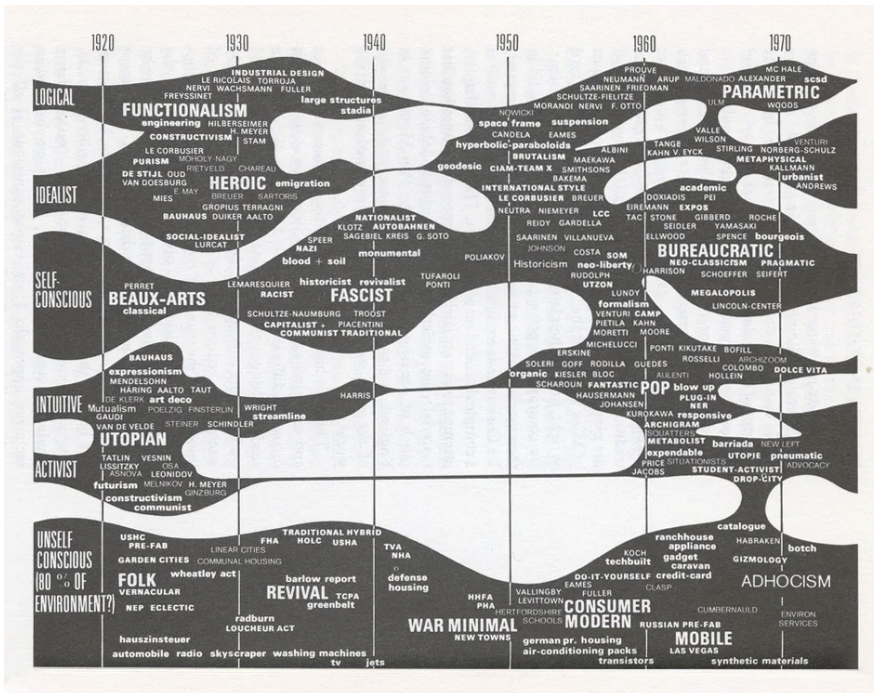 1920 1930 1940 1950 1960 1970
LOGICAL
INDUSTRIAL DESIGN
LE RICOLAIS TORROJA
NERVI WACHSMANN FULLER
FREYSSINET
FUNCTIONALISM
engineering HILBERSEIMER
H. MEYER
CONSTRUCTIVISM
STAM
large structures
stadia
NOWICKI
space frame suspension
CANDELA EAMES
hyperbolic-paraboloids
BRUTALISM
geodesic
PROUVE
NEUMANN ARUP MALDONADO ALEXANDER
MC HALE
scsd
SAARINEN FRIEDMAN
SCHULTZE-FIELITZE
MORANDI NERVI F. OTTO
PARAMETRIC
ULM
WOODS
VALLE
WILSON
VENTURI
TANGE STIRLING NORBERG-SCHULZ
ALBINI KAHN V. EYCK
METAPHYSICAL
KALLMANN
urbanist
ANDREWS
IDEALIST
LE CORBUSIER
PURISM MOHOLY-NAGY
RIETVELD CHAREAU
DE STIJL OUD
VAN DOESBURG
HEROIC emigration
E. MAY
MIES BREUER SARTORIS
GROPIUS TERRAGNI
BAUHAUS DUIKER AALTO
SOCIAL-IDEALIST
LURCAT
MAEKAWA
CIAM-TEAM X SMITHSONS
BAKEMA
INTERNATIONAL STYLE
LE CORBUSIER BREUER
NEUTRA NIEMEYER LCC
REIDY GARDELLA
academic
DOXIADIS PEI
EIREMANN EXPOS
TAC STONE GIBBERD ROCHE
SEIDLER YAMASAKI
ELLWOOD SPENCE bourgeois
BUREAUCRATIC
NEO-CLASSICISM PRAGMATIC
HARRISON SCHOEFFER SEIFERT
MEGALOPOLIS
LINCOLN-CENTER
SELF-
CONSCIOUS
NATIONALIST
KLOTZ AUTOBAHNEN
SPEER SAGEBIEL KREIS G. SOTO
NAZI
monumental
blood + soil
POLIAKOV
TUFAROLI
PONTI
PERRET
BEAUX-ARTS
classical
LEMARESQUIER historicist revivalist
RACIST FASCIST
SCHULTZE-NAUMBURG TROOST
CAPITALIST + PIACENTINI
COMMUNIST TRADITIONAL
SAARINEN VILLANUEVA
JOHNSON
COSTA SOM
Historicism neo-liberty
RUDOLPH
UTZON
LUNDY
formalism
VENTURI CAMP
PIETILA KAHN
MORETTI MOORE
MICHELUCCI
ERSKINE
PONTI KIKUTAKE BOFILL
ROSSELLI ARCHIZOOM
COLOMBO DOLCE VITA
AULENTI HOLLEIN
INTUITIVE
BAUHAUS
expressionism
MENDELSOHN
HÄRING AALTO TAUT
DE KLERK art deco
Mutualism POELZIG FINSTERLIN
GAUDI
VAN DE VELDE STEINER SCHINDLER
WRIGHT
streamline
HARRIS
SOLERI GOFF RODILLA GUEDES
organic KIESLER BLOC
SCHAROUN FANTASTIC POP blow up
HAUSERMANN
JOHANSEN
PLUG-IN
NER
KUROKAWA responsive
ARCHIGRAM
SQUATTERS
METABOLIST
barriada NEW LEFT
ACTIVIST
UTOPIAN
TATLIN VESNIN
LISSITZKY OSA
ASNOVA LEONIDOV
futurism MELNIKOV H. MEYER
GINZBURG
constructivism
communist
expendable UTOPIE pneumatic
PRICE SITUATIONISTS
JACOBS ADVOCACY
STUDENT-ACTIVIST
DROP-CITY
UNSELF
CONSCIOUS
(80 % OF
ENVIRONMENT?)
USHC
PRE-FAB
GARDEN CITIES
LINEAR CITIES
COMMUNAL HOUSING
TRADITIONAL HYBRID
FHA HOLC USHA
TVA
NHA
defense
housing
FOLK
VERNACULAR
wheatley act
barlow report
REVIVAL TCPA
greenbelt
NEP ECLECTIC
radburn
LOUCHEUR ACT
hauszinsteuer
automobile radio skyscraper washing machines
tv jets
HHFA
PHA
WAR MINIMAL
NEW TOWNS
VALLINGBY
LEVITTOWN
HERTFORDSHIRE
SCHOOLS
catalogue
HABRAKEN
botch
ranchhouse
appliance
gadget
caravan
KOCH
techbuilt
GIZMOLOGY
DO-IT-YOURSELF credit-card
EAMES CLASP
FULLER
ADHOCISM
CONSUMER
MODERN
CUMBERNAULD
ENVIRON
SERVICES
RUSSIAN PRE-FAB
MOBILE
LAS VEGAS
german pr. housing
air-conditioning packs
transistors
synthetic materials